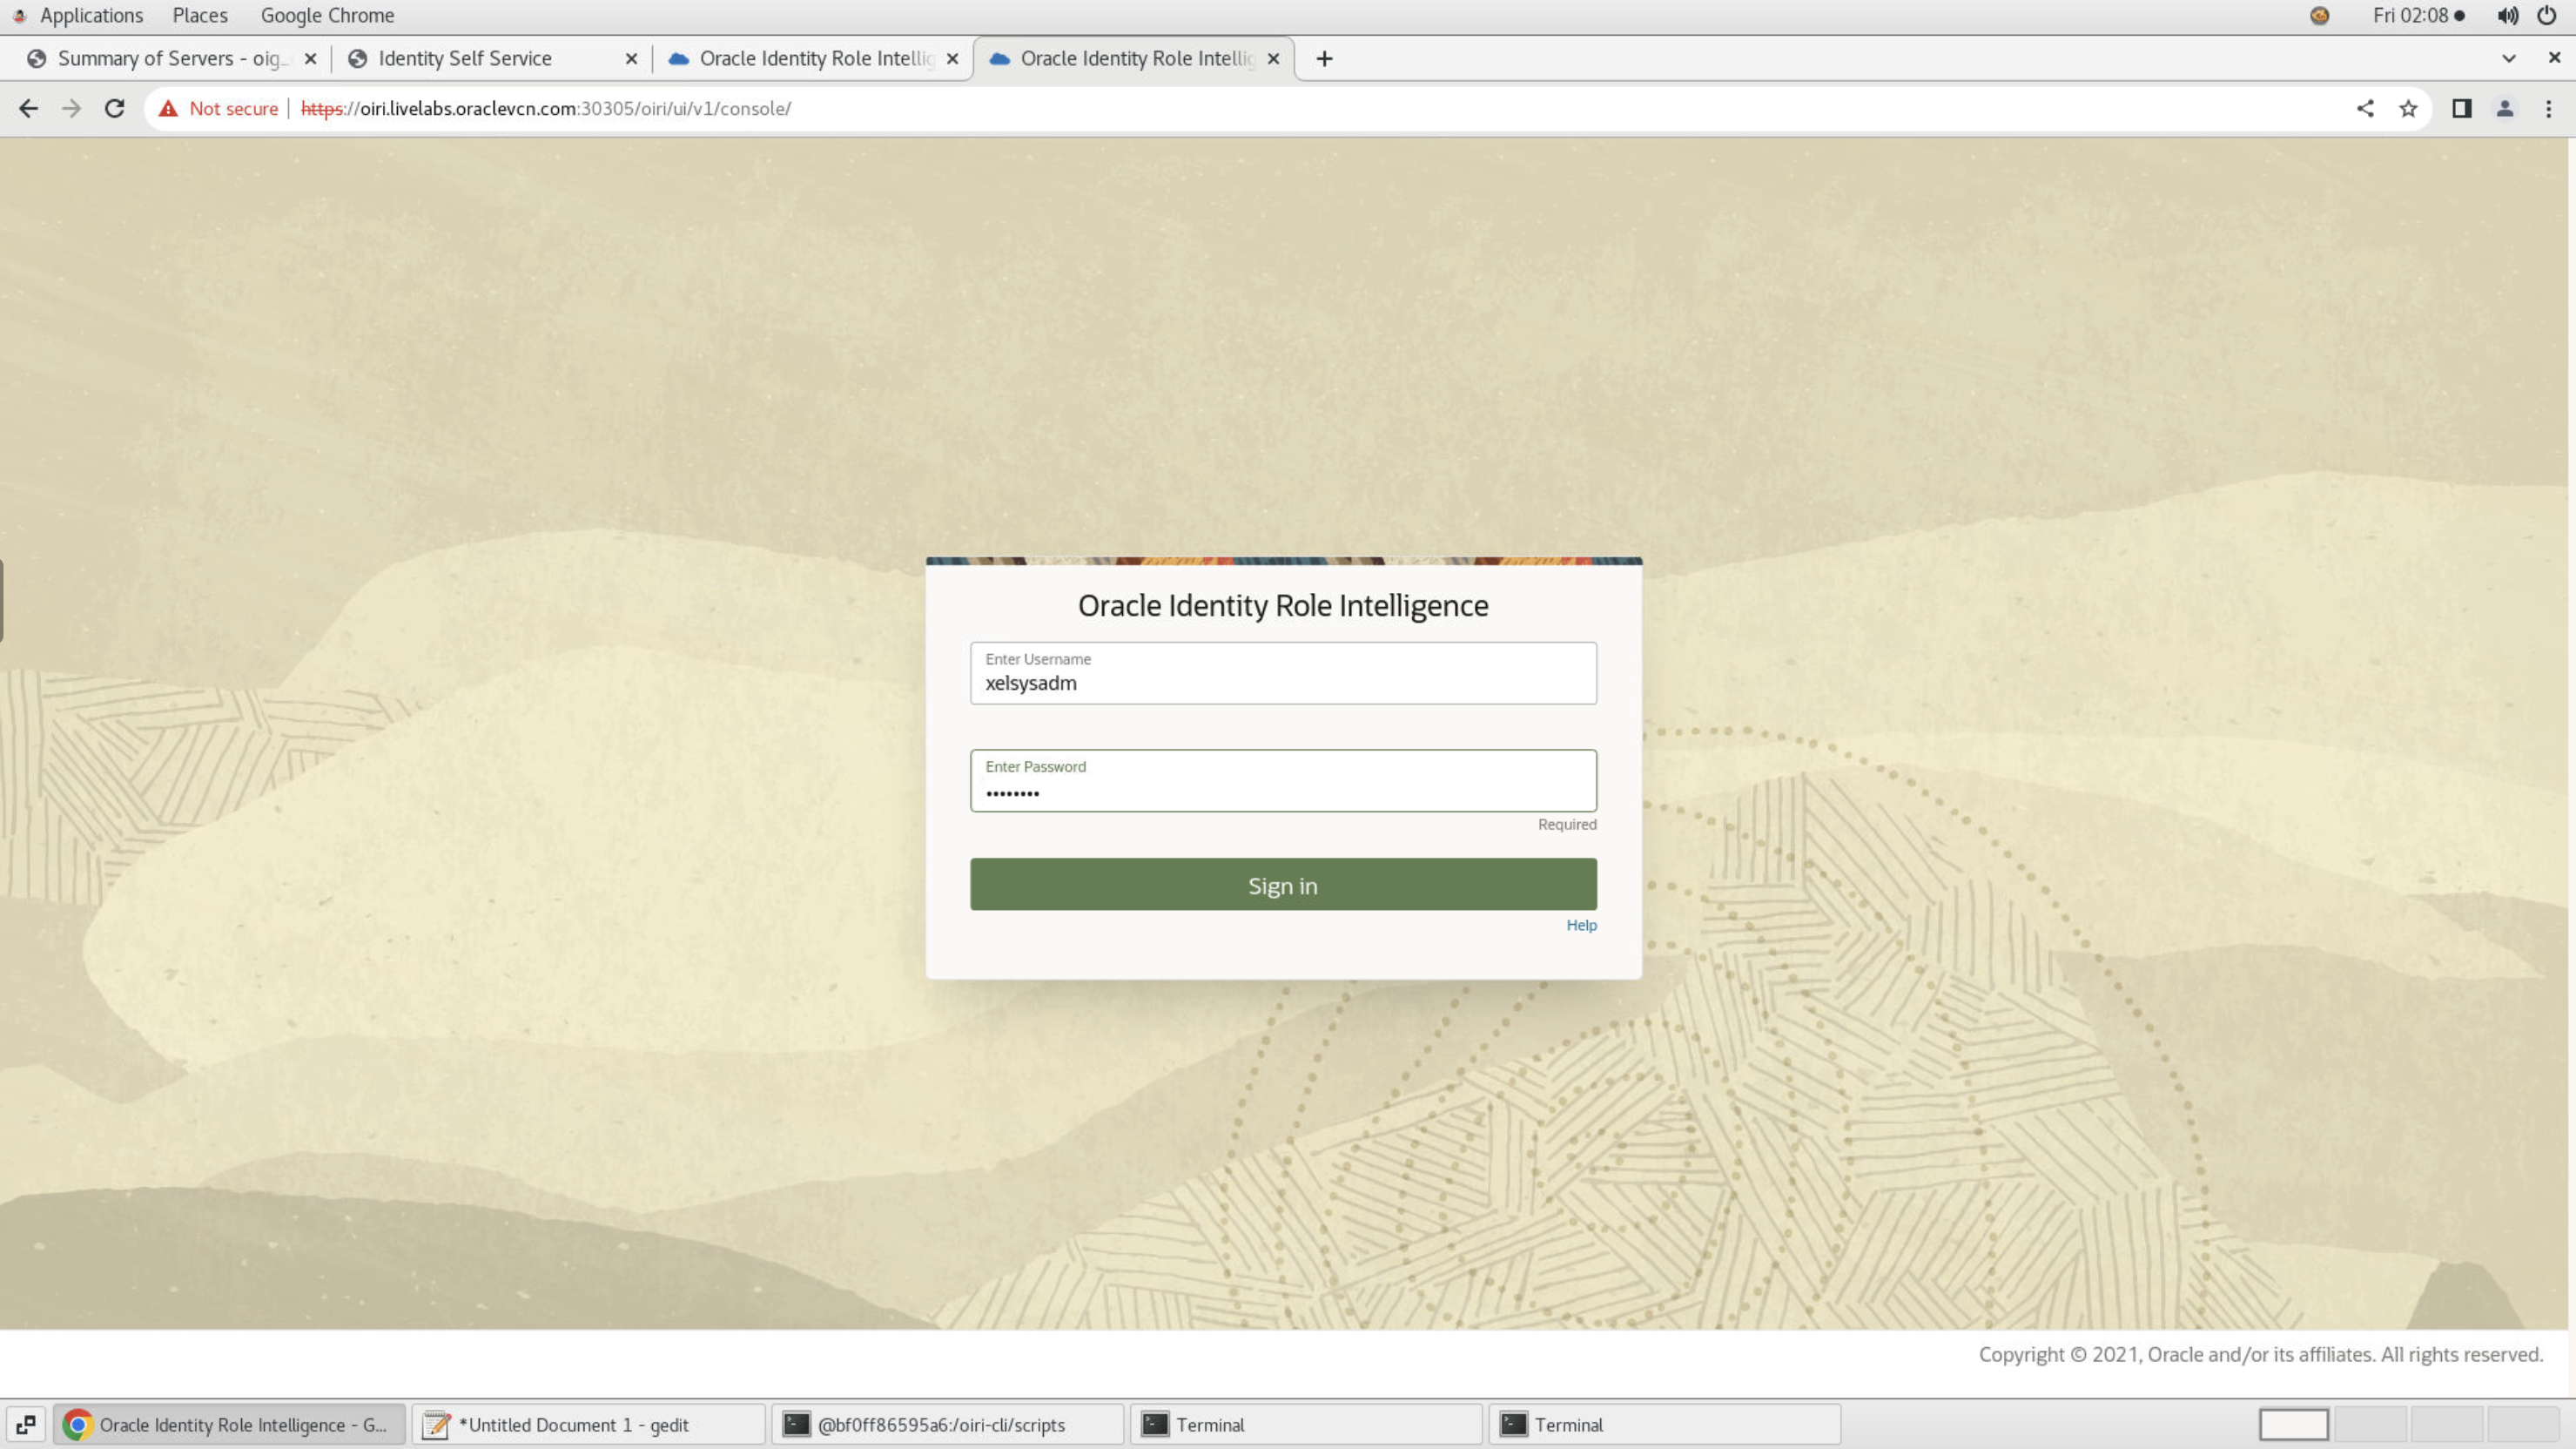 Applications Places Google Chrome Fri 02:08
Summary of Servers - oig_ Identity Self Service Oracle Identity Role Intellig Oracle Identity Role Intellig
Not secure https://oiri.livelabs.oraclevcn.com:30305/oiri/ui/v1/console/
Oracle Identity Role Intelligence
Enter Username
xelsysadm
Enter Password
••••••••
Required
Sign in
Help
Copyright © 2021, Oracle and/or its affiliates. All rights reserved.
Oracle Identity Role Intelligence - G... *Untitled Document 1 - gedit @bf0ff86595a6:/oiri-cli/scripts Terminal Terminal